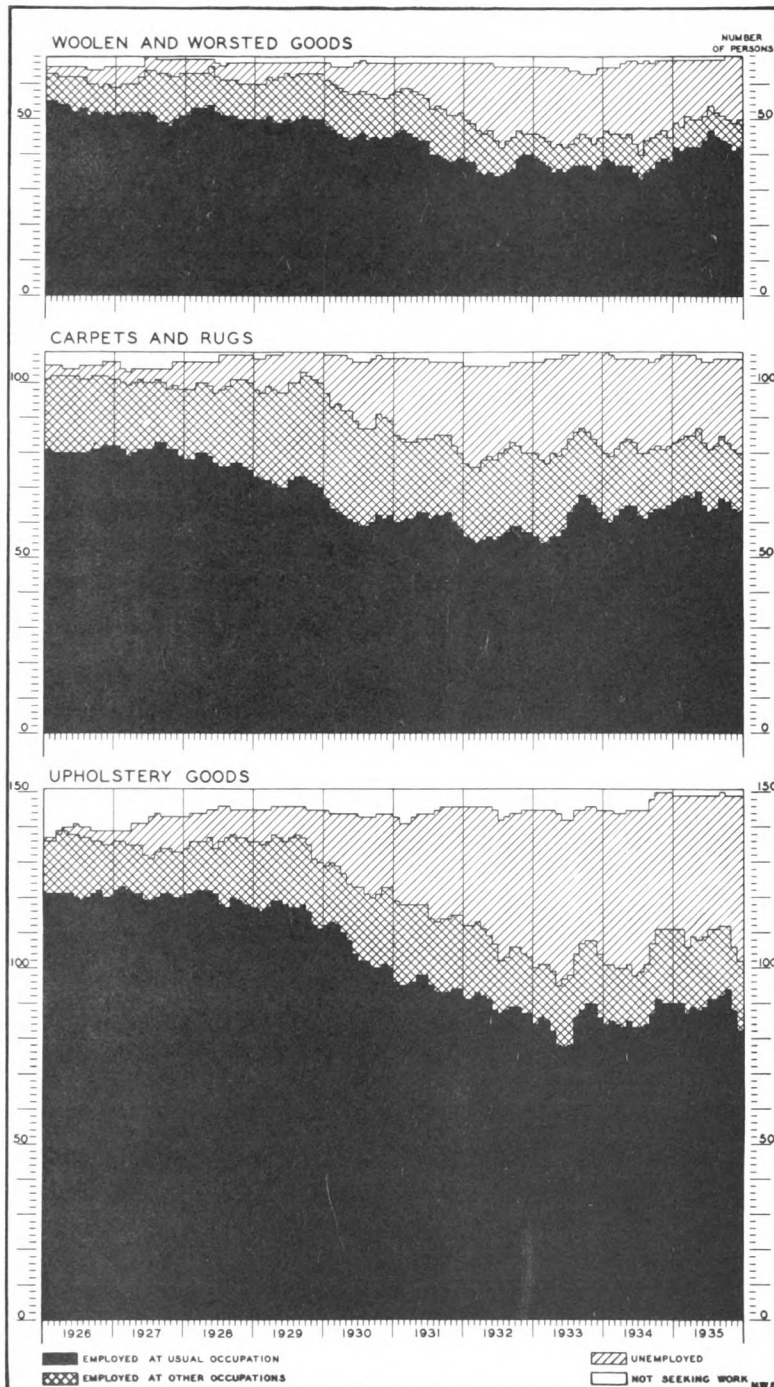 WOOLEN AND WORSTED GOODS
NUMBER
OF PERSONS
50 50
0 0
CARPETS AND RUGS
100 100
50 50
0 0
UPHOLSTERY GOODS
150 150
100 100
50 50
0 0
1926 1927 1928 1929 1930 1931 1932 1933 1934 1935
EMPLOYED AT USUAL OCCUPATION
UNEMPLOYED
EMPLOYED AT OTHER OCCUPATIONS
NOT SEEKING WORK